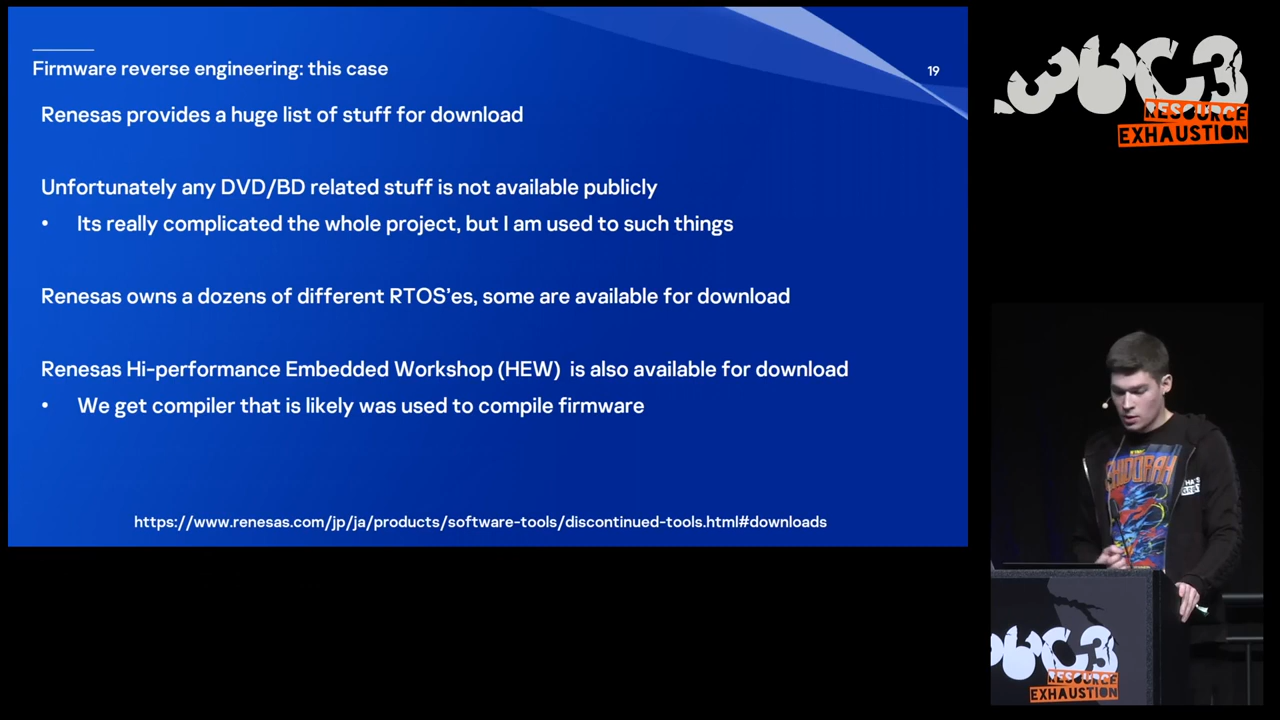 Firmware reverse engineering: this case
19
Renesas provides a huge list of stuff for download
Unfortunately any DVD/BD related stuff is not available publicly
• Its really complicated the whole project, but I am used to such things
Renesas owns a dozens of different RTOS'es, some are available for download
Renesas Hi-performance Embedded Workshop (HEW) is also available for download
• We get compiler that is likely was used to compile firmware
https://www.renesas.com/jp/ja/products/software-tools/discontinued-tools.html#downloads
36C3
RESOURCE
EXHAUSTION
36C3
RESOURCE
EXHAUSTION